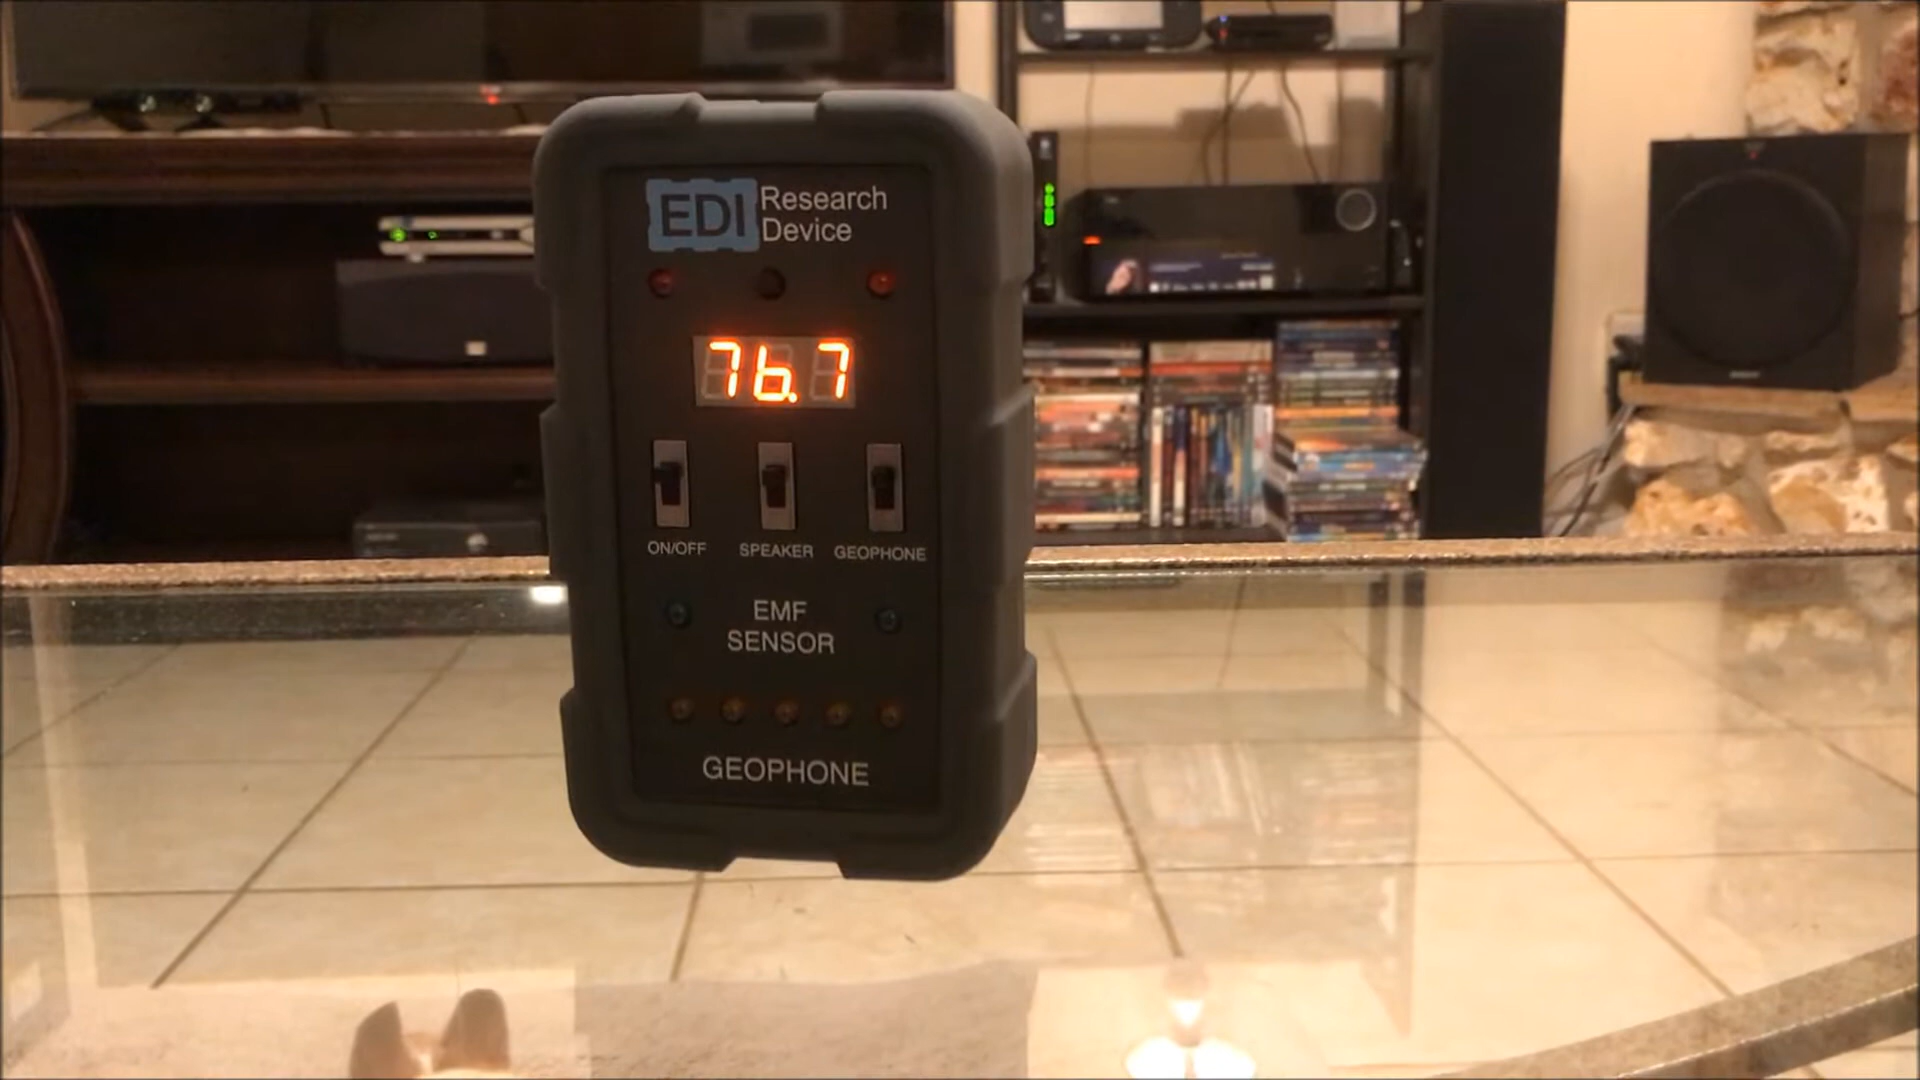 EDI Research
Device
76.7
ON/OFF SPEAKER GEOPHONE
EMF
SENSOR
GEOPHONE